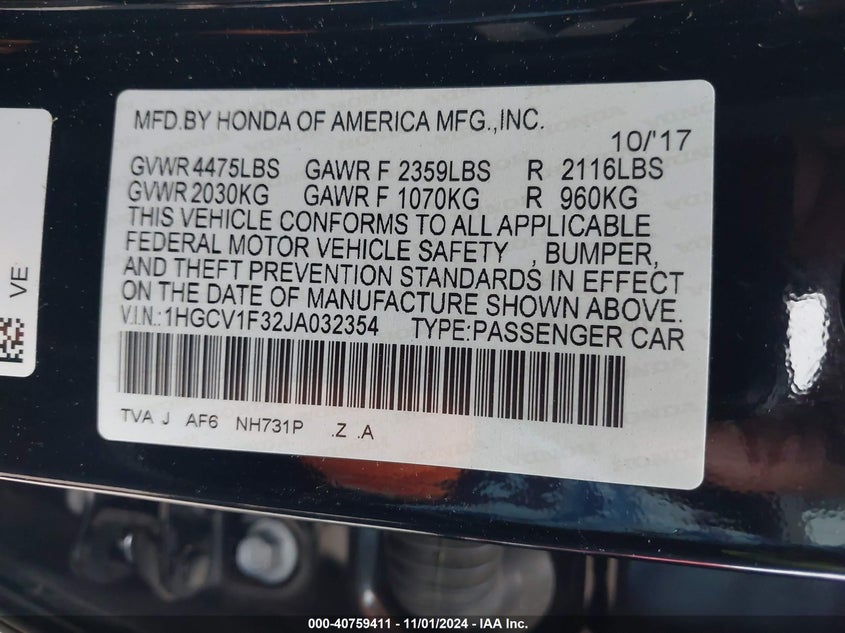 MFD.BY HONDA OF AMERICA MFG.,INC.
10/'17
GVWR 4475LBS GAWR F 2359LBS R 2116LBS
GVWR 2030KG GAWR F 1070KG R 960KG
THIS VEHICLE CONFORMS TO ALL APPLICABLE
FEDERAL MOTOR VEHICLE SAFETY , BUMPER,
AND THEFT PREVENTION STANDARDS IN EFFECT
ON THE DATE OF MANUFACTURE SHOWN ABOVE.
V.I.N.:1HGCV1F32JA032354 TYPE:PASSENGER CAR
TVA J AF6 NH731P .Z .A
VE
000-40759411 - 11/01/2024 - IAA Inc.